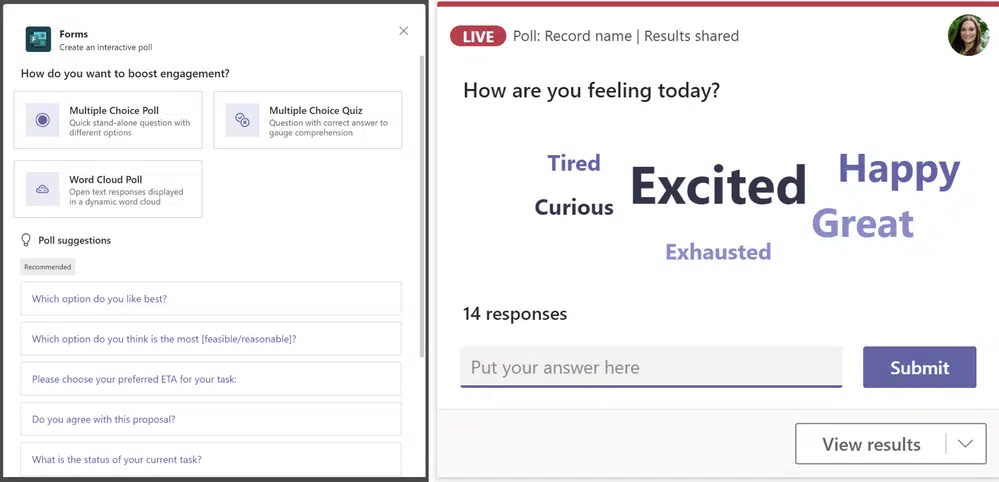 Forms
Create an interactive poll
How do you want to boost engagement?
Multiple Choice Poll
Quick stand-alone question with
different options
Multiple Choice Quiz
Question with correct answer to
gauge comprehension
Word Cloud Poll
Open text responses displayed
in a dynamic word cloud
Poll suggestions
Recommended
Which option do you like best?
Which option do you think is the most [feasible/reasonable]?
Please choose your preferred ETA for your task:
Do you agree with this proposal?
What is the status of your current task?
LIVE Poll: Record name | Results shared
How are you feeling today?
Tired
Excited
Happy
Curious
Great
Exhausted
14 responses
Put your answer here
Submit
View results